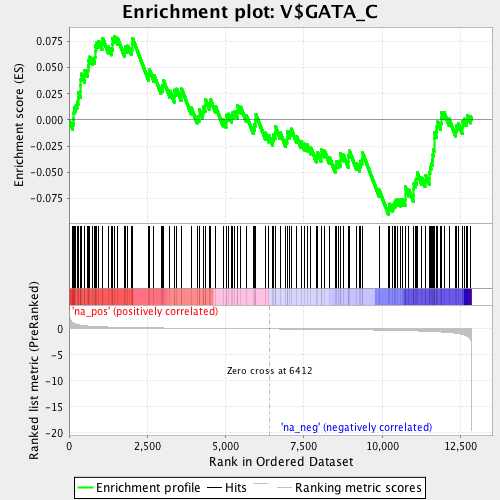 Enrichment plot: V$GATA_C
Enrichment score (ES)
0.075
0.050
0.025
0.000
-0.025
-0.050
-0.075
'na_pos' (positively correlated)
Ranked list metric (PreRanked)
0
-5
-10
-15
-20
Zero cross at 6412
'na_neg' (negatively correlated)
0
2,500
5,000
7,500
10,000
12,500
Rank in Ordered Dataset
Enrichment profile
Hits
Ranking metric scores